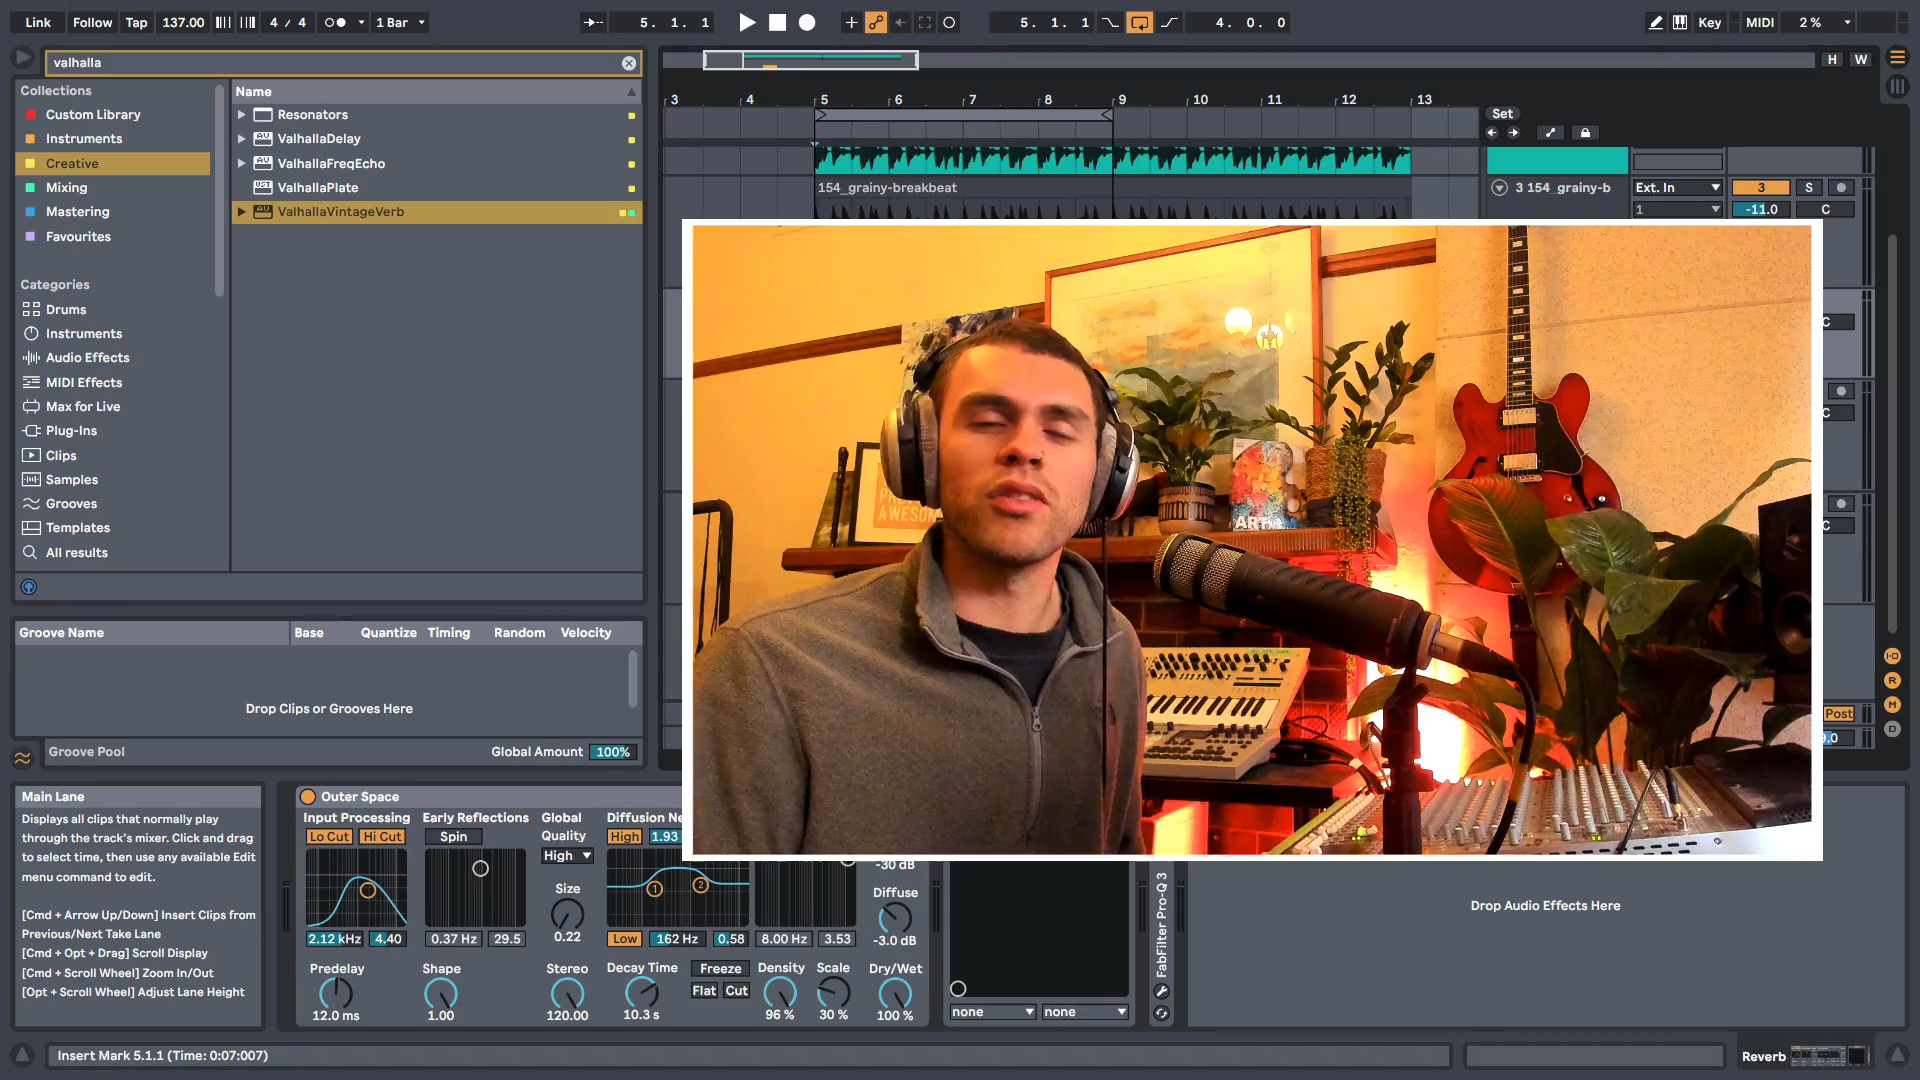 Link Follow Tap 137.00 4 / 4 1 Bar 5. 1. 1 5. 1. 1 4. 0. 0 Key MIDI 2 %
valhalla
H W
Collections
Custom Library
Instruments
Creative
Mixing
Mastering
Favourites
Categories
Drums
Instruments
Audio Effects
MIDI Effects
Max for Live
Plug-Ins
Clips
Samples
Grooves
Templates
All results
Name
Resonators
ValhallaDelay
ValhallaFreqEcho
ValhallaPlate
ValhallaVintageVerb
3 4 5 6 7 8 9 10 11 12 13
Set
154_grainy-breakbeat
3 154_grainy-b Ext. In 3 S
1 -11.0 C
C
C
C
Post
ART
Groove Name Base Quantize Timing Random Velocity
Drop Clips or Grooves Here
Groove Pool Global Amount 100%
Main Lane
Displays all clips that normally play
through the track's mixer. Click and drag
to select time, then use any available Edit
menu command to edit.
[Cmd + Arrow Up/Down] Insert Clips from
Previous/Next Take Lane
[Cmd + Opt + Drag] Scroll Display
[Cmd + Scroll Wheel] Zoom In/Out
[Opt + Scroll Wheel] Adjust Lane Height
Outer Space
Input Processing Early Reflections Global Diffusion Ne
Lo Cut Hi Cut Spin Quality High 1.93
High
Size
0.22
1 2
-30 dB
Diffuse
-3.0 dB
2.12 kHz 4.40 0.37 Hz 29.5 Low 162 Hz 0.58 8.00 Hz 3.53
Predelay Shape Stereo Decay Time Freeze Density Scale Dry/Wet
Flat Cut
12.0 ms 1.00 120.00 10.3 s 96 % 30 % 100 %
none none
FabFilter Pro-Q 3
Drop Audio Effects Here
Insert Mark 5.1.1 (Time: 0:07:007)
Reverb